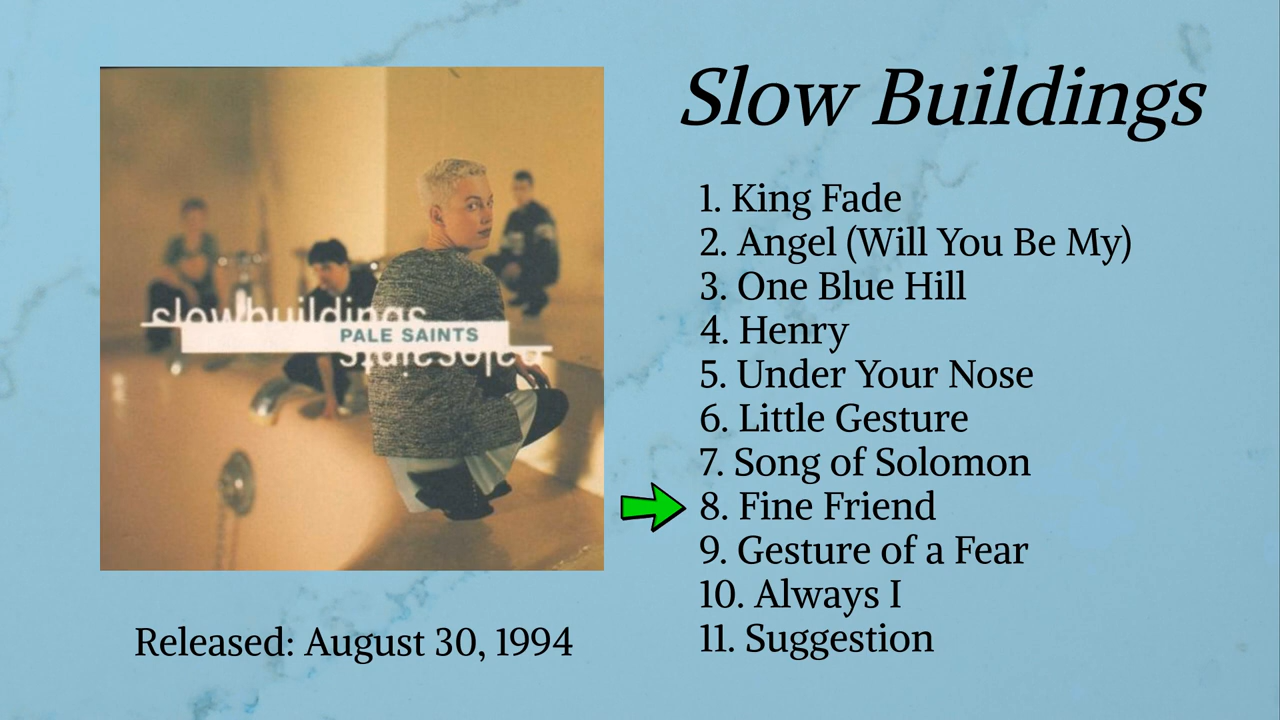 Slow Buildings
slowbuildings
PALE SAINTS
palesaints
1. King Fade
2. Angel (Will You Be My)
3. One Blue Hill
4. Henry
5. Under Your Nose
6. Little Gesture
7. Song of Solomon
8. Fine Friend
9. Gesture of a Fear
10. Always I
11. Suggestion
Released: August 30, 1994